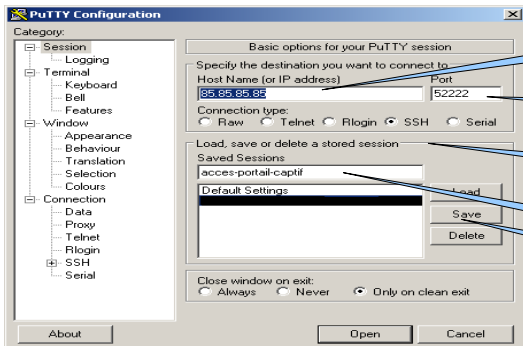 PuTTY Configuration
Category:
Session
Logging
Terminal
Keyboard
Bell
Features
Window
Appearance
Behaviour
Translation
Selection
Colours
Connection
Data
Proxy
Telnet
Rlogin
SSH
Serial
Basic options for your PuTTY session
Specify the destination you want to connect to
Host Name (or IP address) Port
85.85.85.85 52222
Connection type:
Raw Telnet Rlogin SSH Serial
Load, save or delete a stored session
Saved Sessions
acces-portail-captif
Default Settings
Load
Save
Delete
Close window on exit:
Always Never Only on clean exit
About Open Cancel